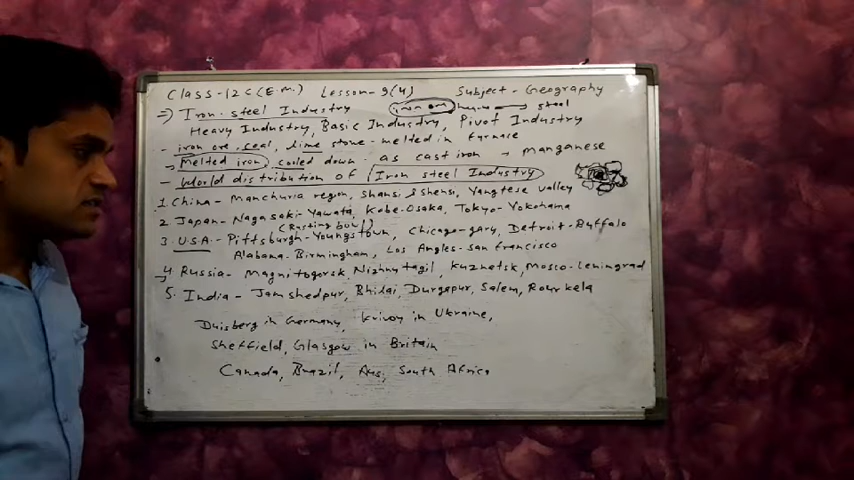 Class-12 C (E.M.) Lesson-9(4) Subject - Geography
=> Iron-steel Industry iron ore → steel
Heavy Industry, Basic Industry, Pivot Industry
- iron ore, coal, lime stone - melted in furnace
- Melted iron cooled down - as cast iron → manganese
- World distribution of Iron steel Industry
1. China - Manchuria region, Shansi & Shensi, Yangtese valley
2 Japan - Nagasaki-Yawata, Kobe-Osaka, Tokyo-Yokohama
(Rusting bowl)
3 U.S.A. - Pittsburgh-Youngstown, Chicago-gary, Detroit-Buffalo
Alabama-Birmingham, Los Angles-San Francisco
4. Russia - Magnitogorsk, Nizhny tagil, Kuznetsk, Mosco-Leningrad
5. India - Jamshedpur, Bhilai, Durgapur, Salem, Rourkela
Duisberg in Germany, Krivoy in Ukraine,
Sheffield, Glasgow in Britain
Canada, Brazil, Aus, South Africa